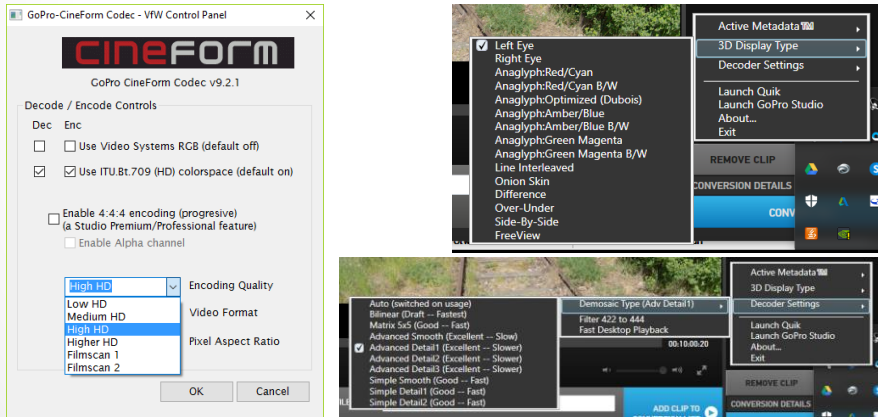 GoPro-CineForm Codec - VfW Control Panel
CINEFORM
GoPro CineForm Codec v9.2.1
Decode / Encode Controls
Dec Enc
Use Video Systems RGB (default off)
Use ITU.Bt.709 (HD) colorspace (default on)
Enable 4:4:4 encoding (progresive)
(a Studio Premium/Professional feature)
Enable Alpha channel
High HD
Encoding Quality
Low HD
Medium HD
High HD
Higher HD
Filmscan 1
Filmscan 2
Video Format
Pixel Aspect Ratio
OK
Cancel
Left Eye
Right Eye
Anaglyph:Red/Cyan
Anaglyph:Red/Cyan B/W
Anaglyph:Optimized (Dubois)
Anaglyph:Amber/Blue
Anaglyph:Amber/Blue B/W
Anaglyph:Green Magenta
Anaglyph:Green Magenta B/W
Line Interleaved
Onion Skin
Difference
Over-Under
Side-By-Side
FreeView
Active Metadata
3D Display Type
Decoder Settings
Launch Quik
Launch GoPro Studio
About...
Exit
REMOVE CLIP
CONVERSION DETAILS
CONV
Auto (switched on usage)
Bilinear (Draft -- Fastest)
Matrix 5x5 (Good -- Fast)
Advanced Smooth (Excellent -- Slow)
Advanced Detail1 (Excellent -- Slower)
Advanced Detail2 (Excellent -- Slower)
Advanced Detail3 (Excellent -- Slower)
Simple Smooth (Good -- Fast)
Simple Detail1 (Good -- Fast)
Simple Detail2 (Good -- Fast)
Demosaic Type (Adv Detail1)
Filter 422 to 444
Fast Desktop Playback
00:10:00:20
ADD CLIP TO
Active Metadata
3D Display Type
Decoder Settings
Launch Quik
Launch GoPro Studio
About...
Exit
REMOVE CLIP
CONVERSION DETAILS